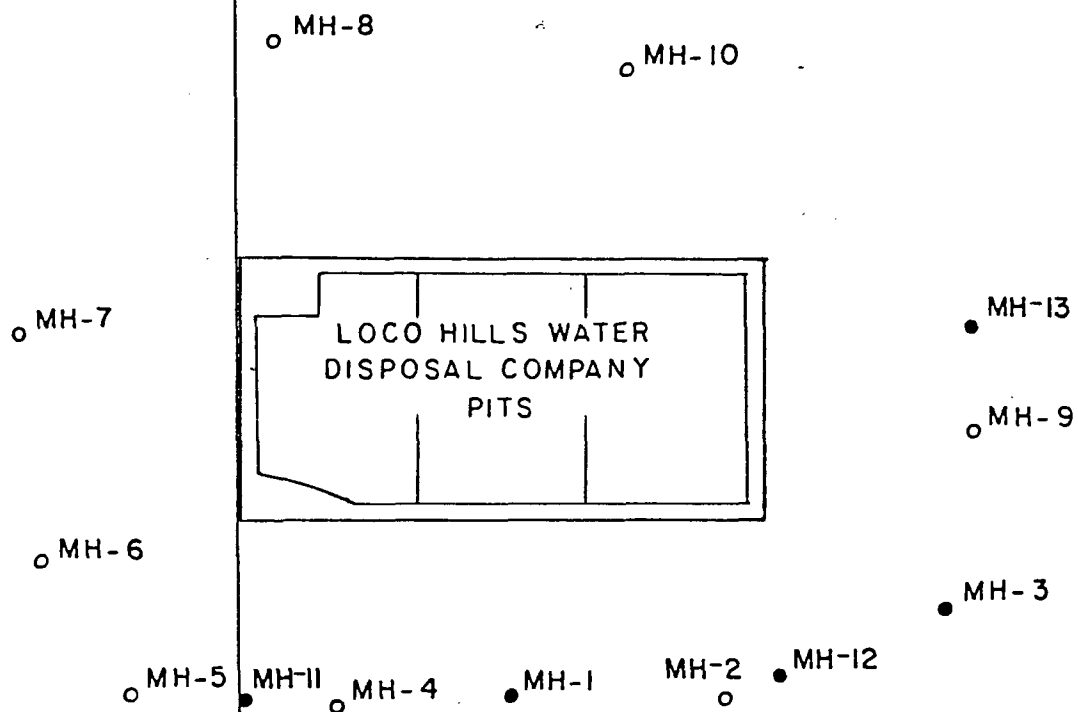 MH-8
MH-10
MH-7
LOCO HILLS WATER
DISPOSAL COMPANY
PITS
MH-13
MH-9
MH-6
MH-3
MH-5
MH-11
MH-4
MH-1
MH-2
MH-12